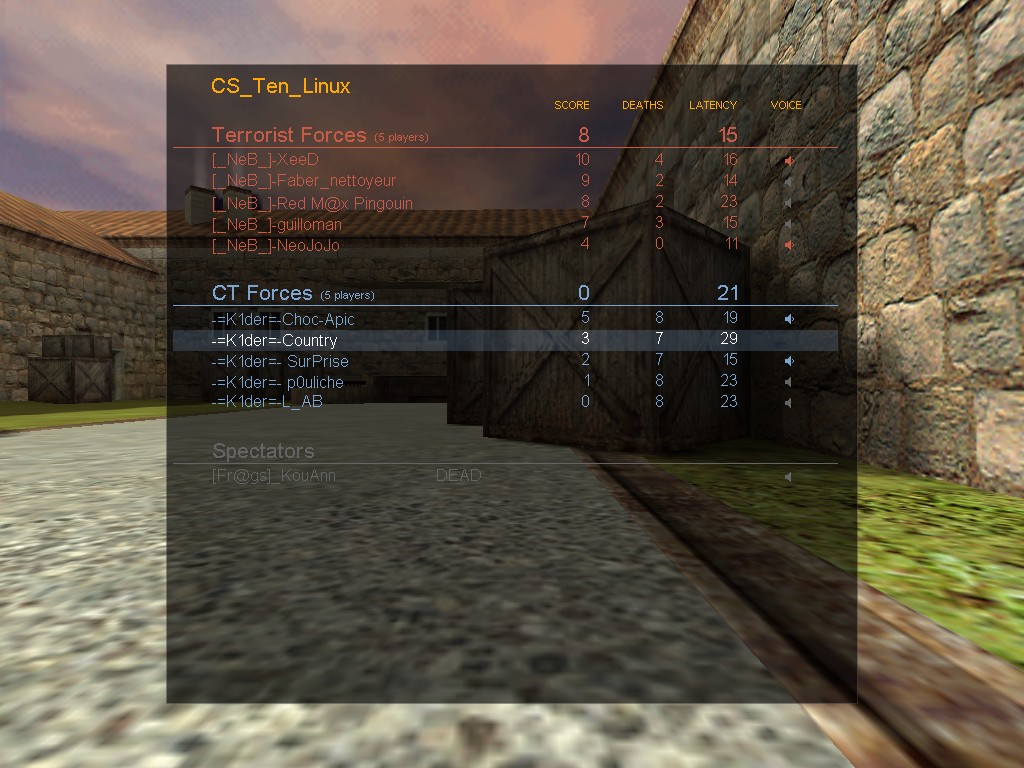 CS_Ten_Linux
SCORE DEATHS LATENCY VOICE
Terrorist Forces (5 players) 8 15
[_NeB_]-XeeD 10 4 16
[_NeB_]-Faber_nettoyeur 9 2 14
[_NeB_]-Red M@x Pingouin 8 2 23
[_NeB_]-guilloman 7 3 15
[_NeB_]-NeoJoJo 4 0 11
CT Forces (5 players) 0 21
-=K1der=-Choc-Apic 5 8 19
-=K1der=-Country 3 7 29
-=K1der=- SurPrise 2 7 15
-=K1der=- p0uliche 1 8 23
-=K1der=-L_AB 0 8 23
Spectators
[Fr@gs]_KouAnn DEAD